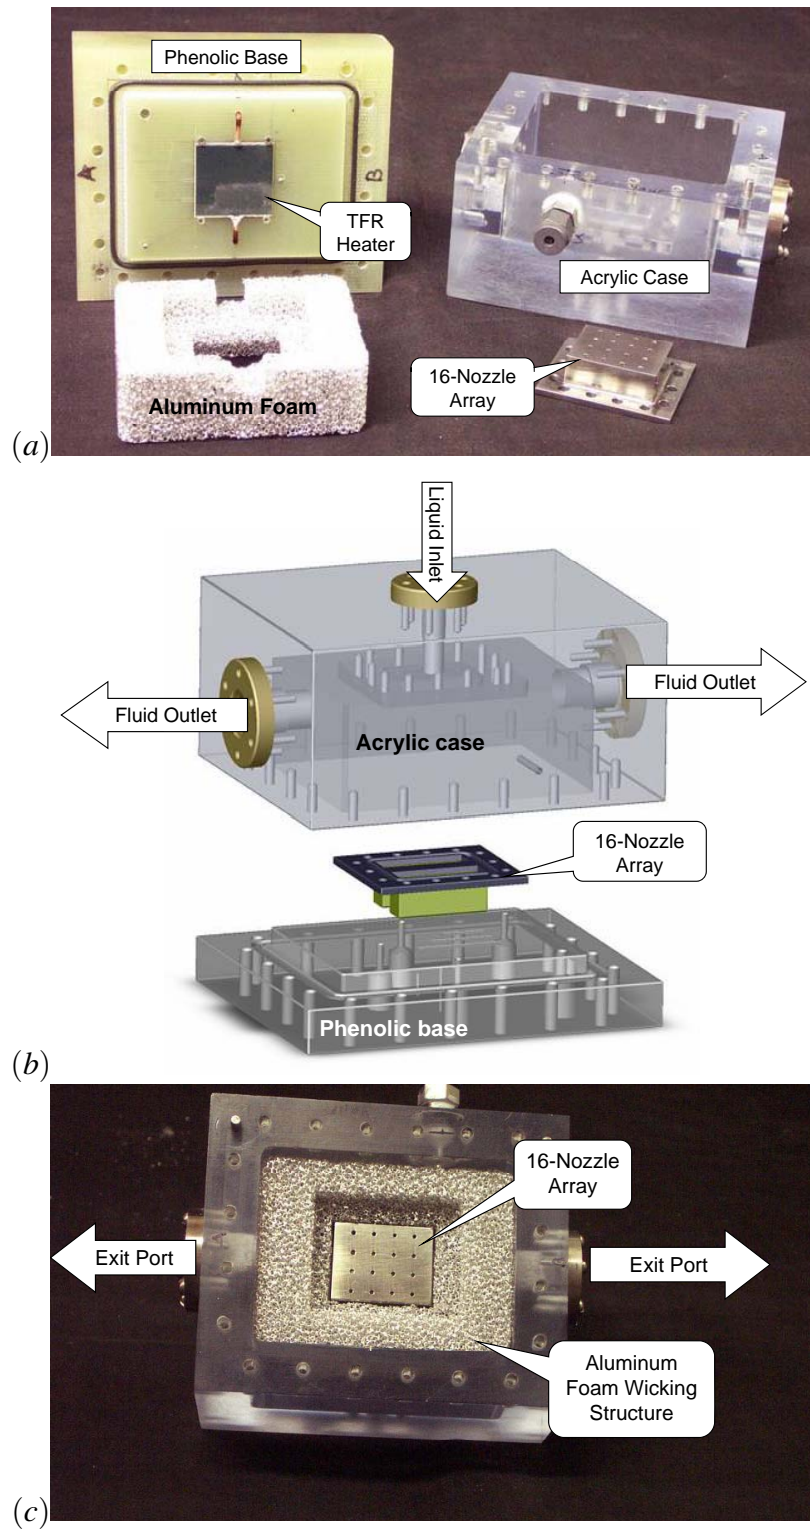 Phenolic Base
A
B
TFR
Heater
Acrylic Case
16-Nozzle
Array
Aluminum Foam
(a)
Liquid Inlet
Fluid Outlet
Fluid Outlet
Acrylic case
16-Nozzle
Array
Phenolic base
(b)
16-Nozzle
Array
Exit Port
Exit Port
Aluminum
Foam Wicking
Structure
(c)